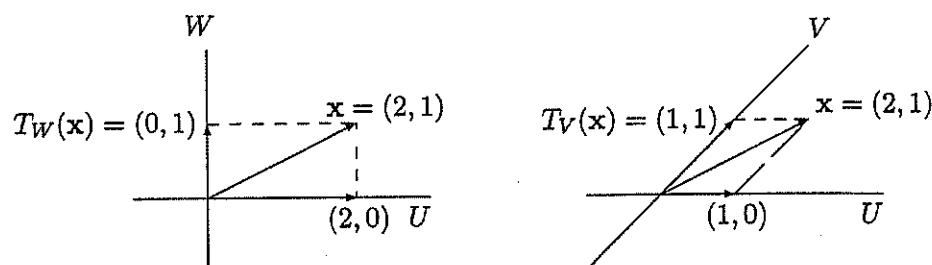 W
T_W(x) = (0, 1)
x = (2, 1)
(2, 0)
U
V
T_V(x) = (1, 1)
x = (2, 1)
(1, 0)
U